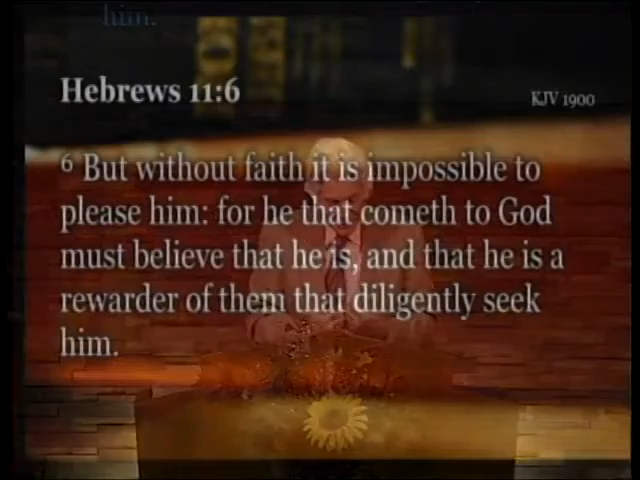 him.
Hebrews 11:6
KJV 1900
6 But without faith it is impossible to
please him: for he that cometh to God
must believe that he is, and that he is a
rewarder of them that diligently seek
him.